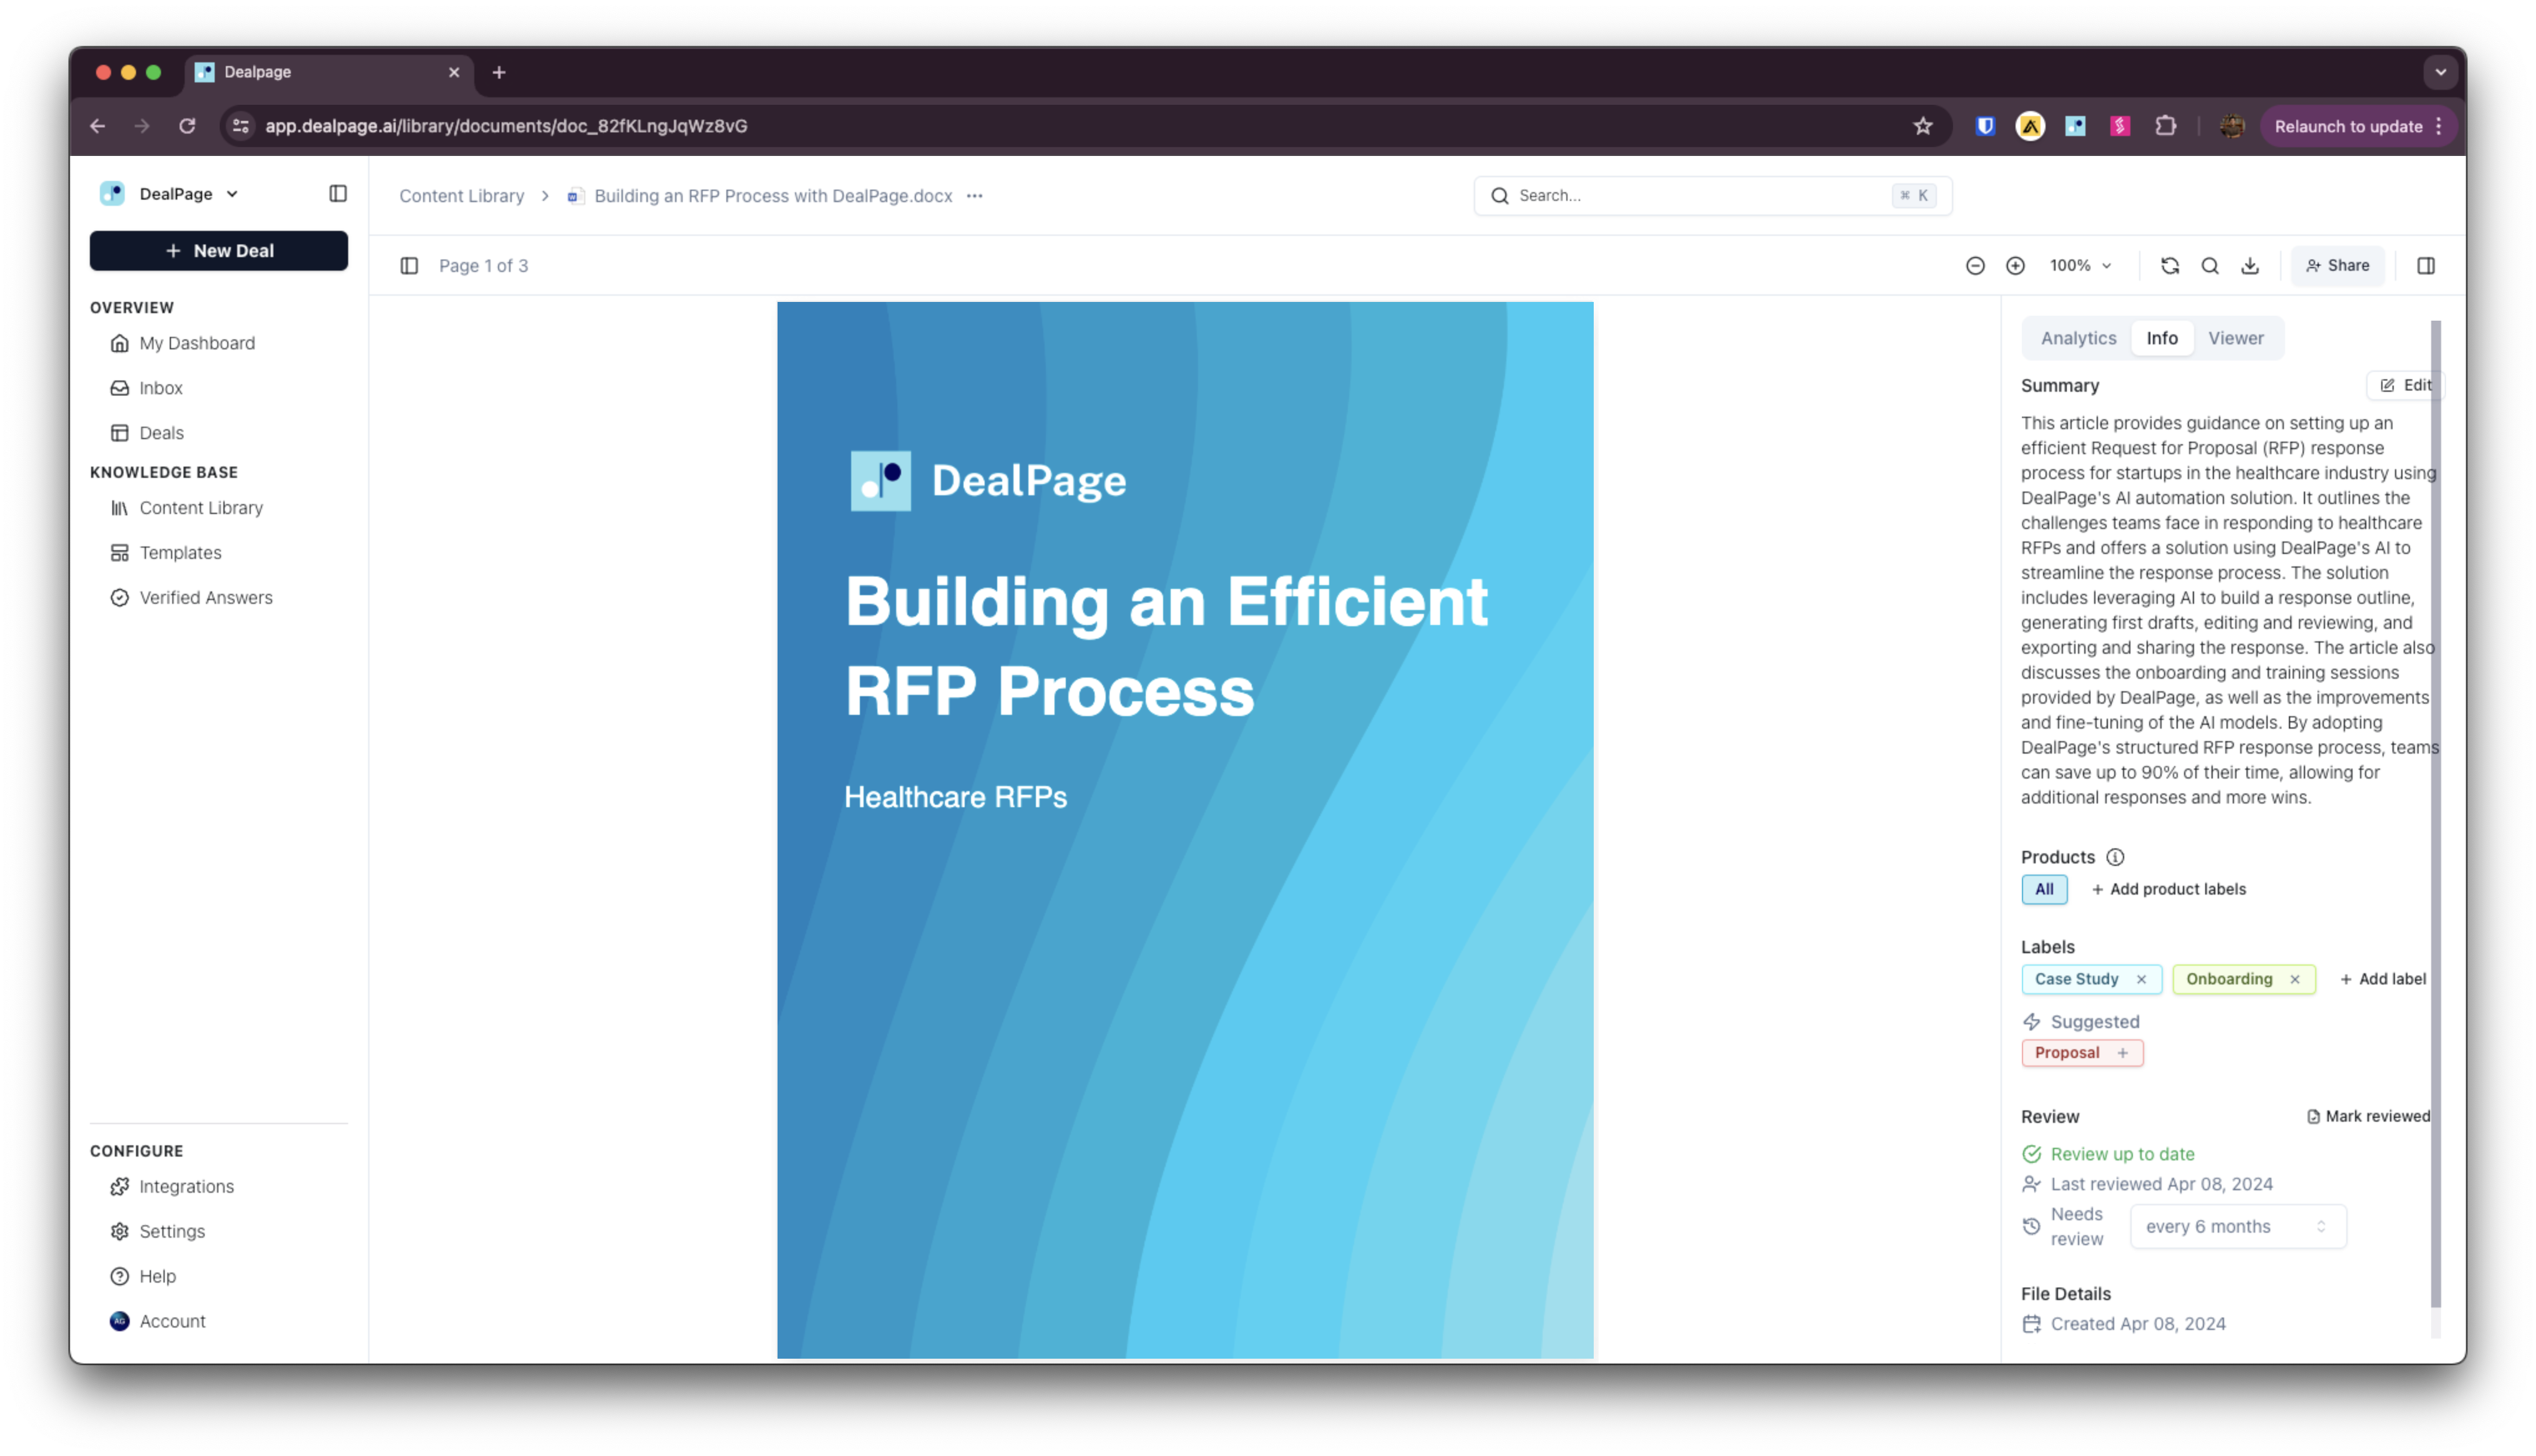 Dealpage
app.dealpage.ai/library/documents/doc_82fKLngJqWz8vG
Relaunch to update
DealPage
Content Library > Building an RFP Process with DealPage.docx ...
Search...
⌘ K
+ New Deal
Page 1 of 3
100%
Share
OVERVIEW
My Dashboard
Inbox
Deals
KNOWLEDGE BASE
Content Library
Templates
Verified Answers
CONFIGURE
Integrations
Settings
Help
AG Account
DealPage
Building an Efficient
RFP Process
Healthcare RFPs
Analytics Info Viewer
Summary
Edit
This article provides guidance on setting up an
efficient Request for Proposal (RFP) response
process for startups in the healthcare industry using
DealPage's AI automation solution. It outlines the
challenges teams face in responding to healthcare
RFPs and offers a solution using DealPage's AI to
streamline the response process. The solution
includes leveraging AI to build a response outline,
generating first drafts, editing and reviewing, and
exporting and sharing the response. The article also
discusses the onboarding and training sessions
provided by DealPage, as well as the improvements
and fine-tuning of the AI models. By adopting
DealPage's structured RFP response process, teams
can save up to 90% of their time, allowing for
additional responses and more wins.
Products
All + Add product labels
Labels
Case Study × Onboarding × + Add label
Suggested
Proposal +
Review
Mark reviewed
Review up to date
Last reviewed Apr 08, 2024
Needs
review
every 6 months
File Details
Created Apr 08, 2024